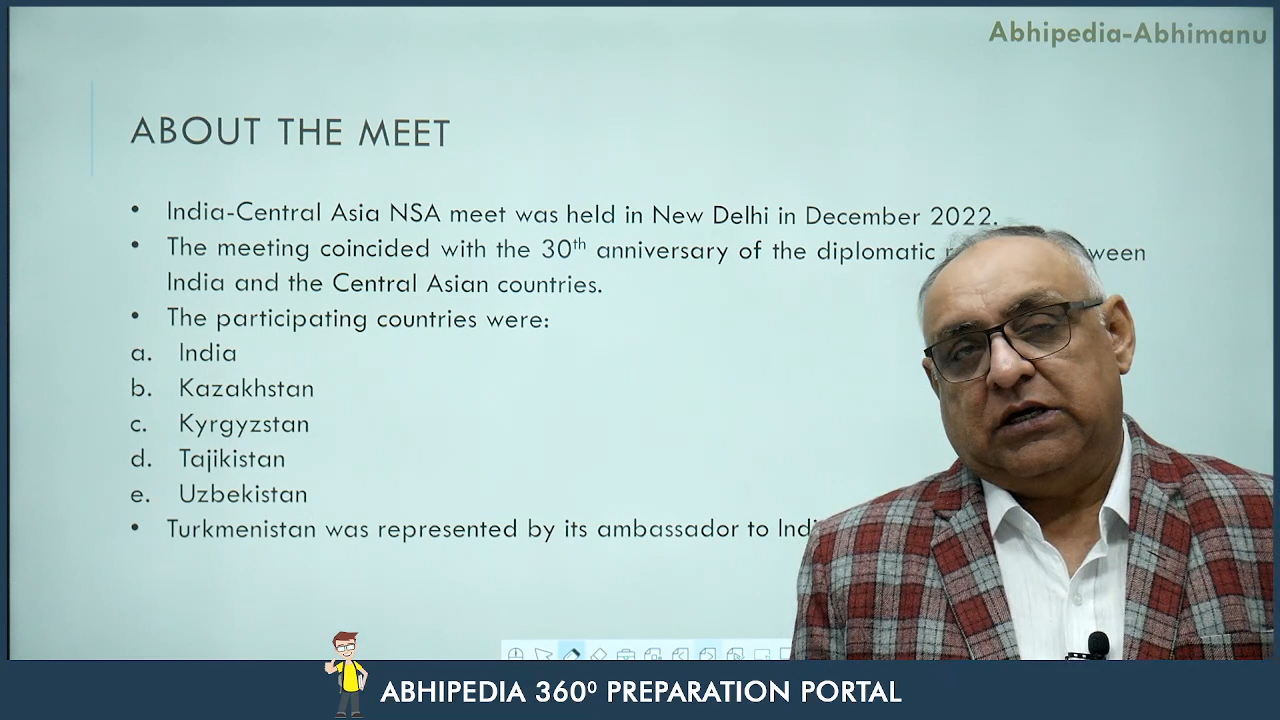 Abhipedia-Abhimanu
ABOUT THE MEET
• India-Central Asia NSA meet was held in New Delhi in December 2022.
• The meeting coincided with the 30th anniversary of the diplomatic
India and the Central Asian countries.
• The participating countries were:
a. India
b. Kazakhstan
c. Kyrgyzstan
d. Tajikistan
e. Uzbekistan
• Turkmenistan was represented by its ambassador to
ABHIPEDIA 360⁰ PREPARATION PORTAL